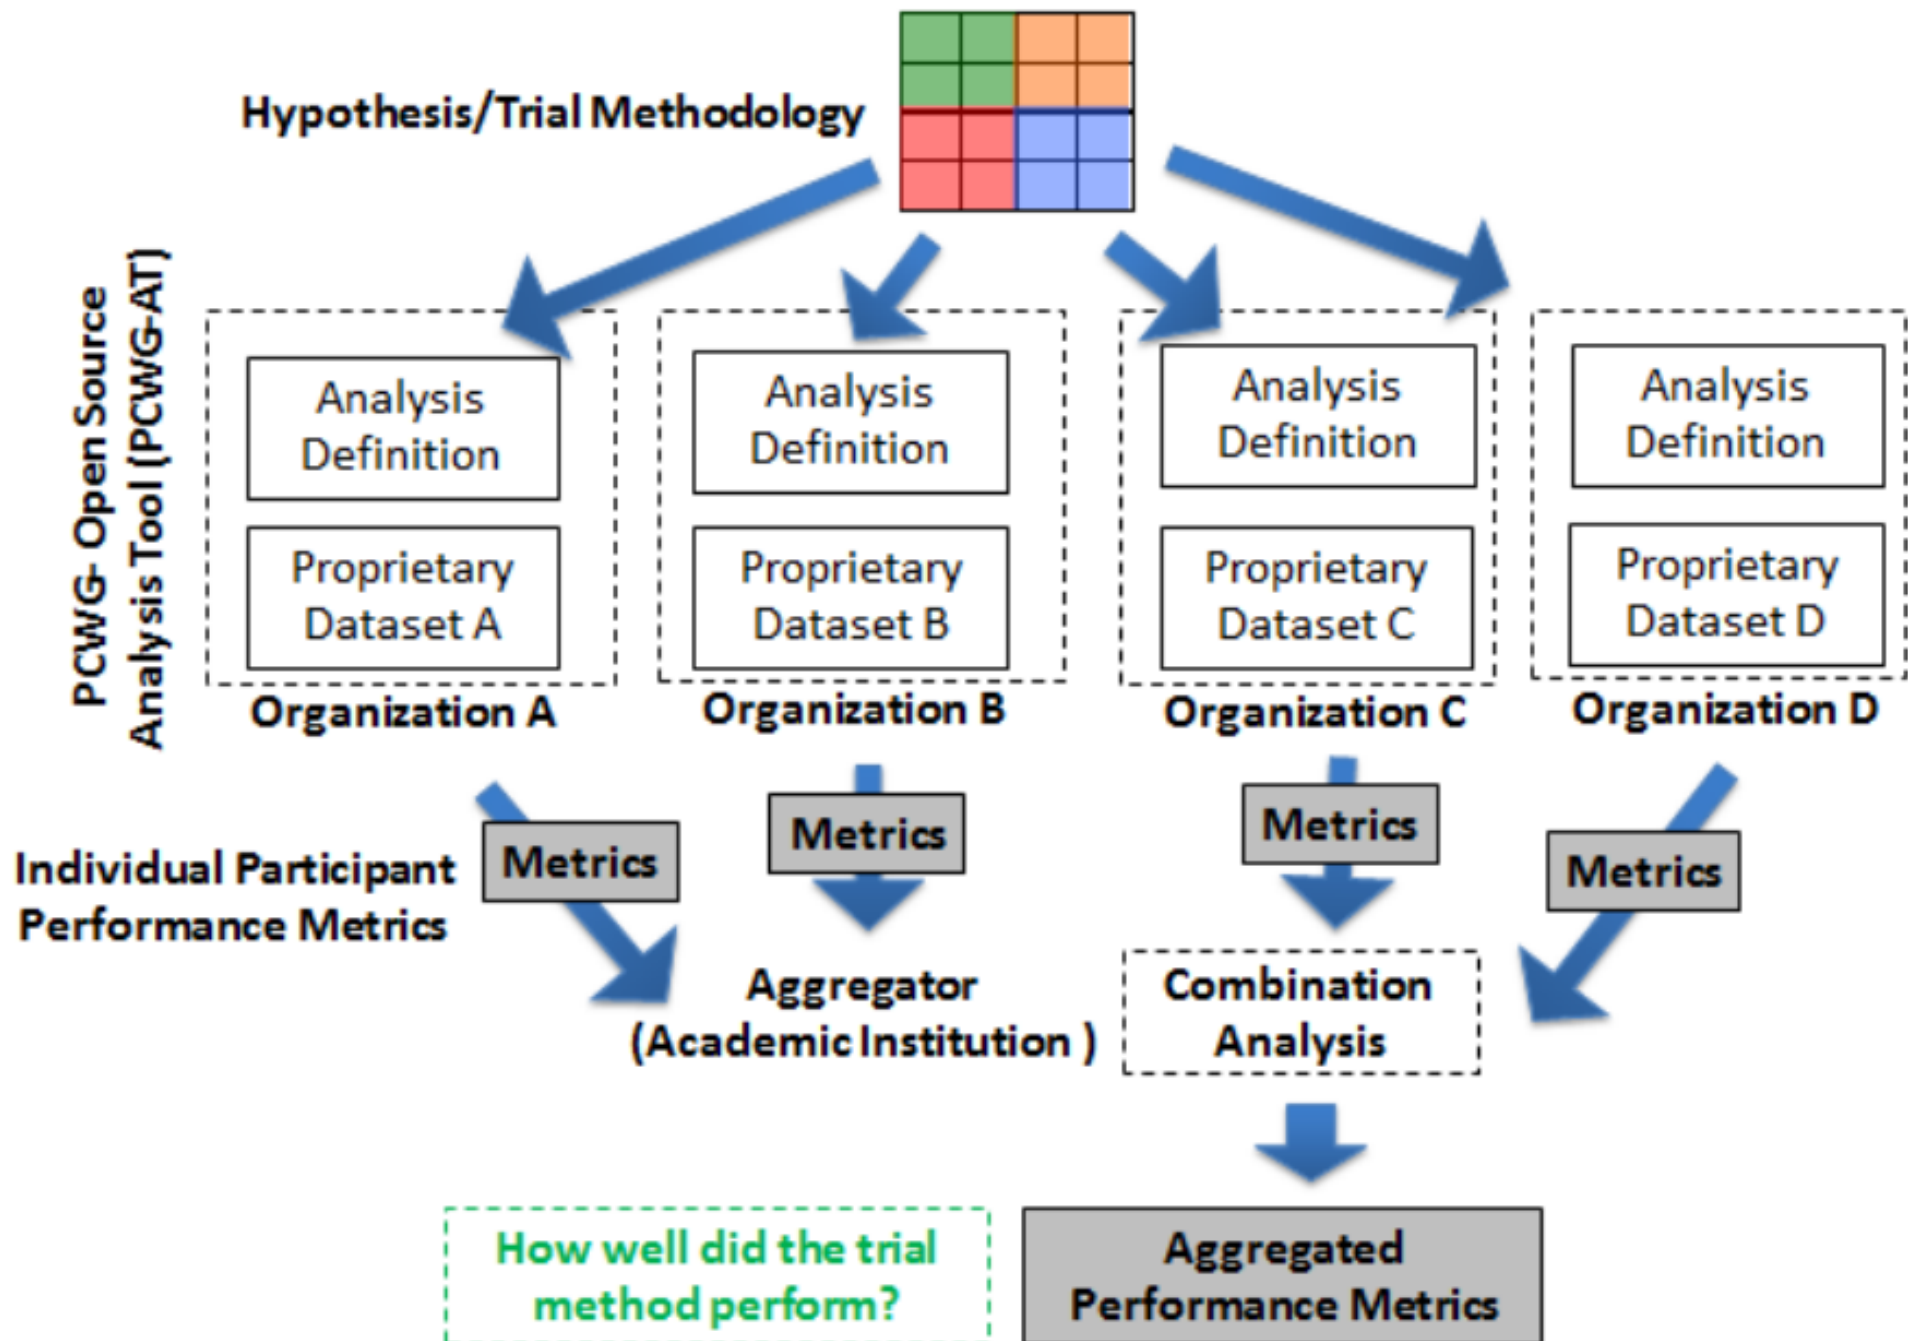 Hypothesis/Trial Methodology
PCWG- Open Source
Analysis Tool (PCWG-AT)
Analysis
Definition
Proprietary
Dataset A
Organization A
Analysis
Definition
Proprietary
Dataset B
Organization B
Analysis
Definition
Proprietary
Dataset C
Organization C
Analysis
Definition
Proprietary
Dataset D
Organization D
Individual Participant
Performance Metrics
Metrics
Metrics
Metrics
Metrics
Aggregator
(Academic Institution )
Combination
Analysis
How well did the trial
method perform?
Aggregated
Performance Metrics